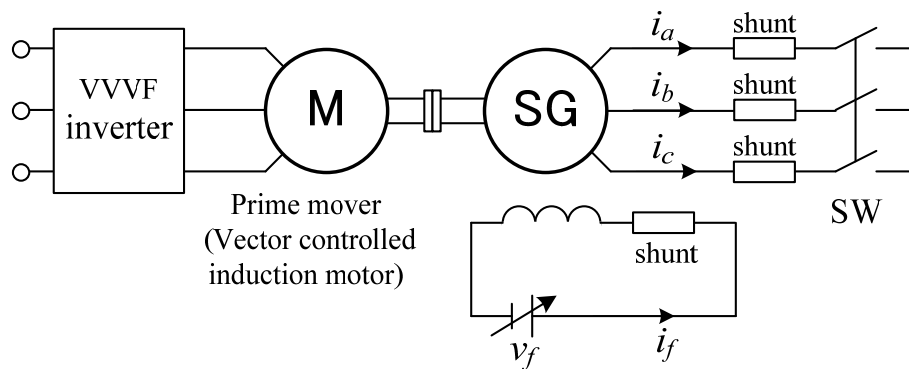 VVVF
inverter
M
SG
i_a
shunt
i_b
shunt
i_c
shunt
SW
Prime mover
(Vector controlled
induction motor)
shunt
v_f
i_f